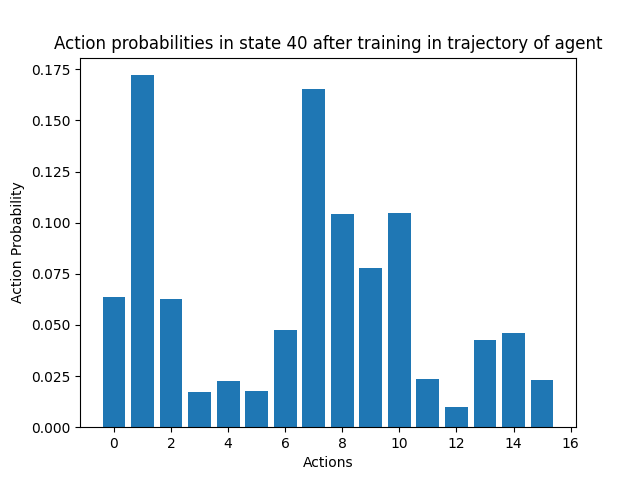 Action probabilities in state 40 after training in trajectory of agent
0.175
0.150
0.125
0.100
0.075
0.050
0.025
0.000
Action Probability
0 2 4 6 8 10 12 14 16
Actions